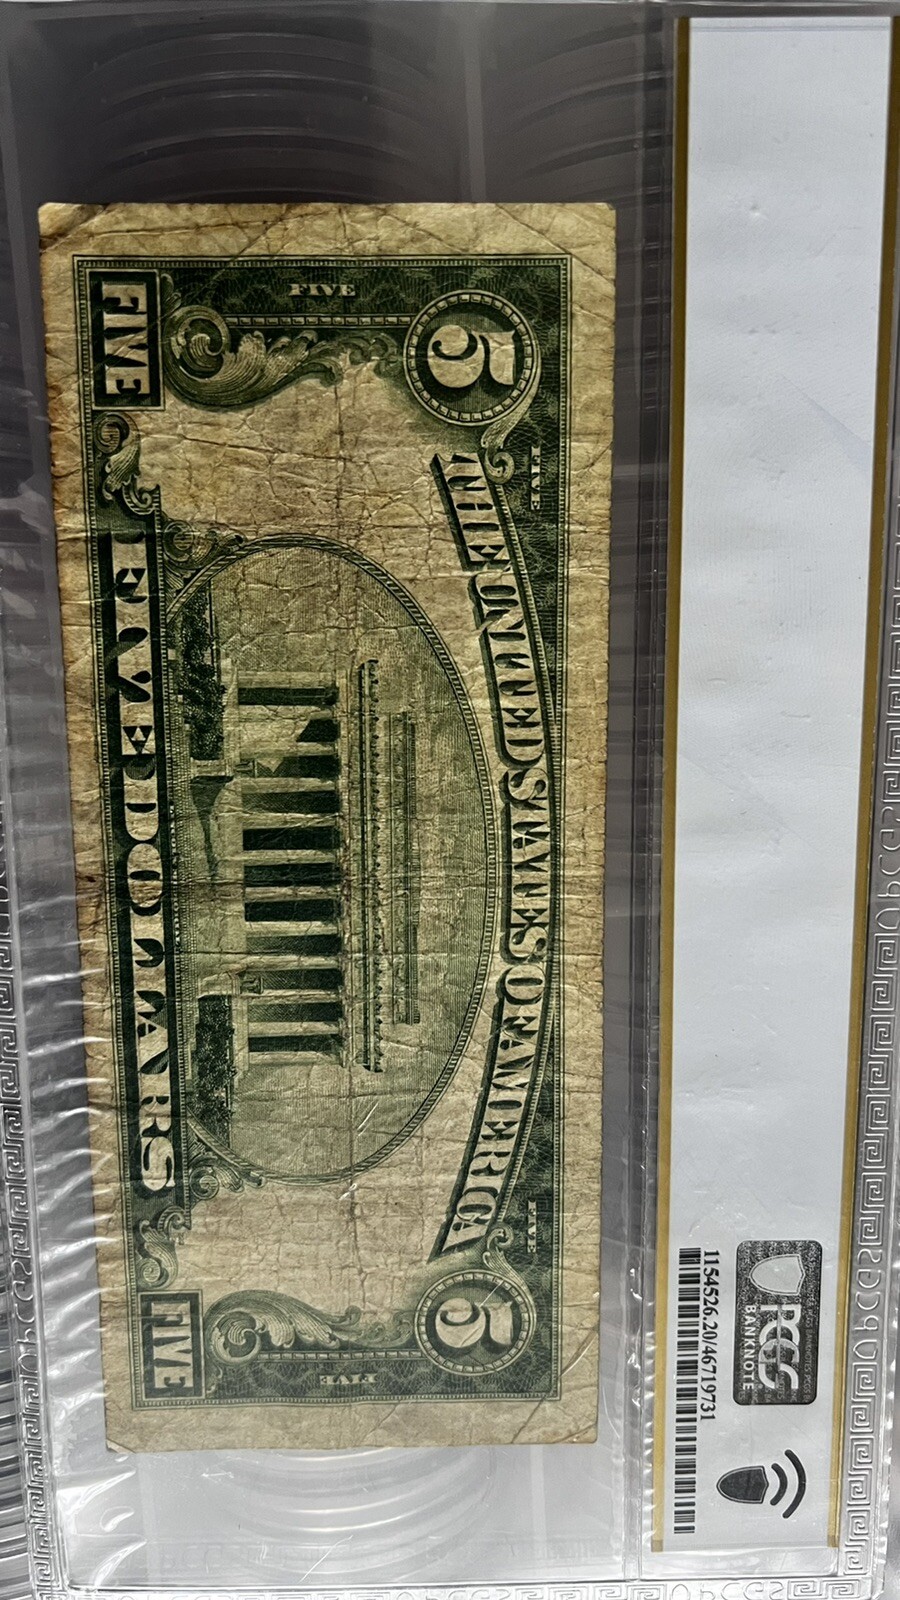 FIVE
FIVE
5
FIVE
THE UNITED STATES OF AMERICA
FIVE DOLLARS
FIVE
5
FIVE
FIVE
PCGS
BANKNOTE
1154526.20/46719731